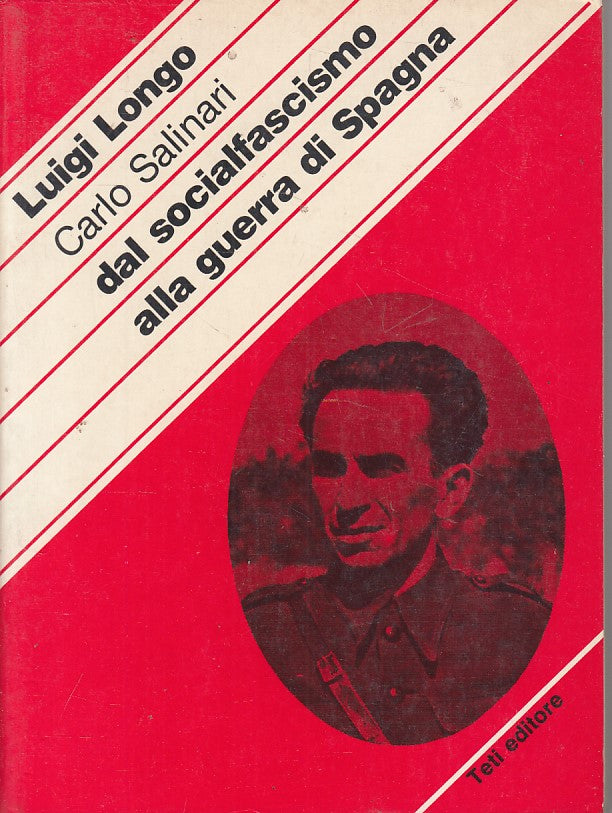 Luigi Longo
Carlo Salinari
dal socialfascismo
alla guerra di Spagna
Teti editore